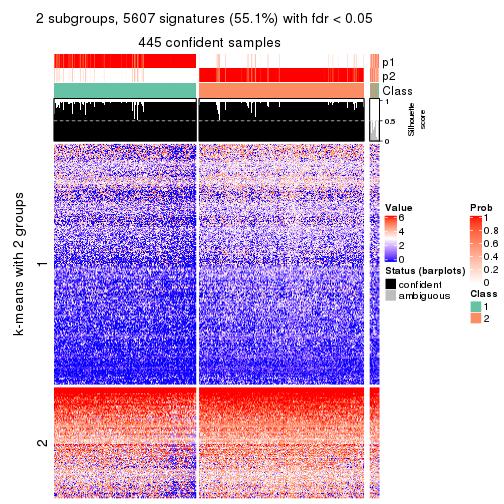 2 subgroups, 5607 signatures (55.1%) with fdr < 0.05
445 confident samples
p1
p2
Class
1
0.5
0
Silhouette
score
k-means with 2 groups
1
2
Value
6
4
2
0
Status (barplots)
confident
ambiguous
Prob
1
0.8
0.6
0.4
0.2
0
Class
1
2